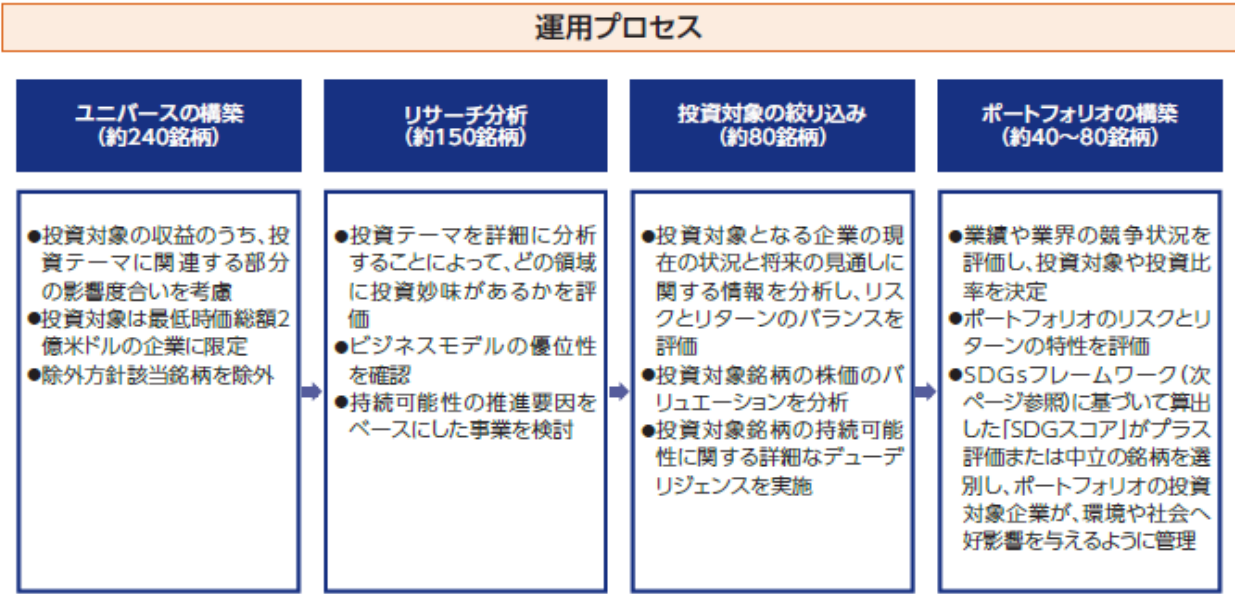 運用プロセス
ユニバースの構築
(約240銘柄)
●投資対象の収益のうち、投
資テーマに関連する部分
の影響度合いを考慮
●投資対象は最低時価総額2
億米ドルの企業に限定
●除外方針該当銘柄を除外
リサーチ分析
(約150銘柄)
●投資テーマを詳細に分析
することによって、どの領域
に投資妙味があるかを評
価
●ビジネスモデルの優位性
を確認
●持続可能性の推進要因を
ベースにした事業を検討
投資対象の絞り込み
(約80銘柄)
●投資対象となる企業の現
在の状況と将来の見通しに
関する情報を分析し、リス
クとリターンのバランスを
評価
●投資対象銘柄の株価のバ
リュエーションを分析
●投資対象銘柄の持続可能
性に関する詳細なデューデ
リジェンスを実施
ポートフォリオの構築
(約40～80銘柄)
●業績や業界の競争状況を
評価し、投資対象や投資比
率を決定
●ポートフォリオのリスクとリ
ターンの特性を評価
●SDGsフレームワーク(次
ページ参照)に基づいて算出
した「SDGスコア」がプラス
評価または中立の銘柄を選
別し、ポートフォリオの投資
対象企業が、環境や社会へ
好影響を与えるように管理